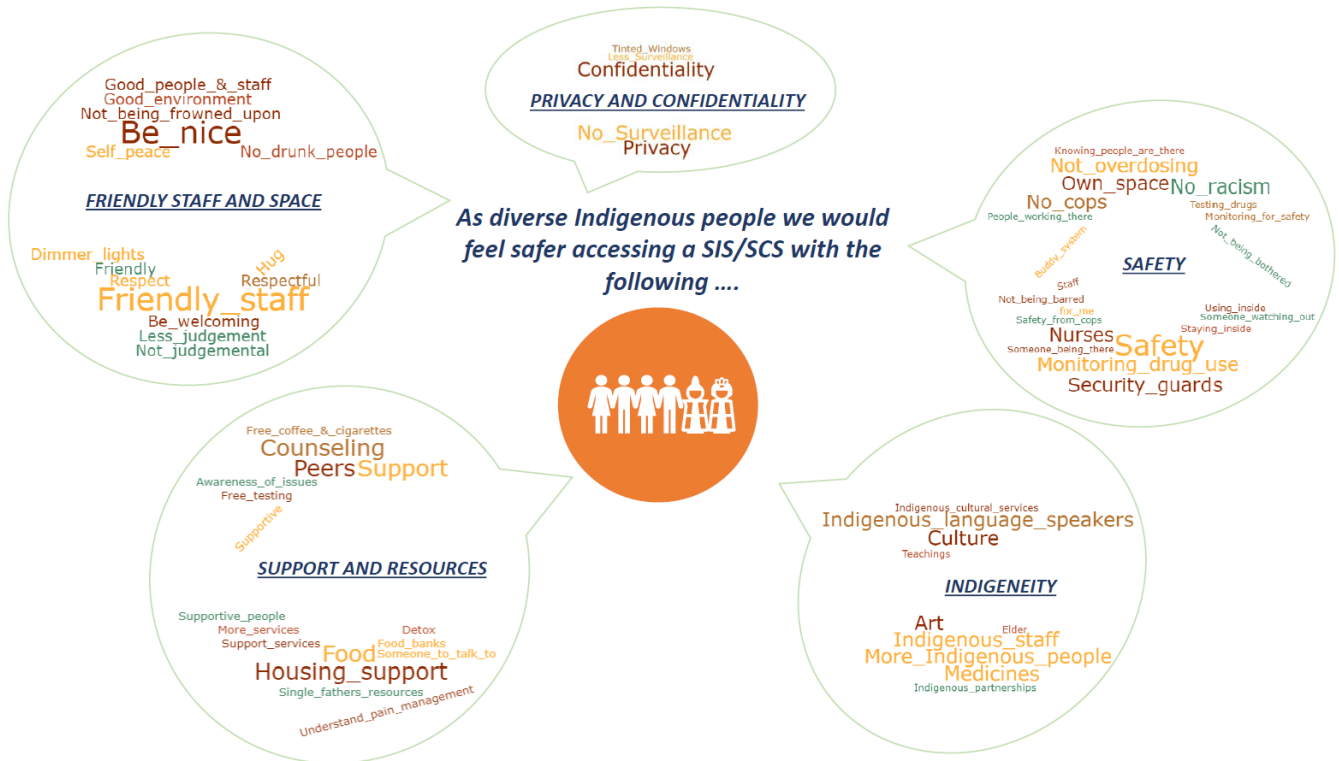 Good_people_&_staff
Good_environment
Not_being_frowned_upon
Be_nice
Self_peace
No_drunk_people
FRIENDLY STAFF AND SPACE
Dimmer_lights
Friendly
Hug
Respect
Respectful
Friendly_staff
Be_welcoming
Less_judgement
Not_judgemental
Tinted_Windows
Less_Surveillance
Confidentiality
PRIVACY AND CONFIDENTIALITY
No_Surveillance
Privacy
As diverse Indigenous people we would
feel safer accessing a SIS/SCS with the
following ....
Knowing_people_are_there
Not_overdosing
Own_space
No_racism
No_cops
Testing_drugs
People_working_there
Monitoring_for_safety
Buddy_system
Not_being_bothered
SAFETY
Staff
Not_being_barred
for_me
Using_inside
Safety_from_cops
Someone_watching_out
Nurses
Staying_inside
Someone_being_there
Safety
Monitoring_drug_use
Security_guards
Free_coffee_&_cigarettes
Counseling
Peers
Support
Awareness_of_issues
Free_testing
Supportive
SUPPORT AND RESOURCES
Supportive_people
More_services
Detox
Support_services
Food_banks
Food
Someone_to_talk_to
Housing_support
Single_fathers_resources
Understand_pain_management
Indigenous_cultural_services
Indigenous_language_speakers
Culture
Teachings
INDIGENEITY
Art
Elder
Indigenous_staff
More_Indigenous_people
Medicines
Indigenous_partnerships